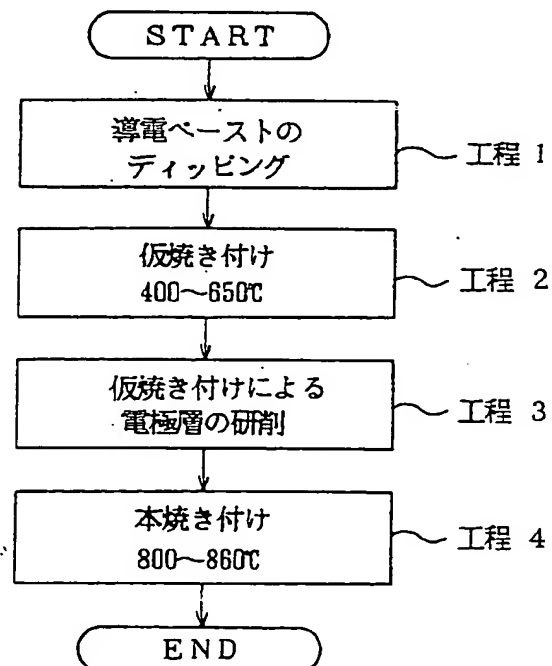 START
導電ペーストの
ディッピング
工程 1
仮焼き付け
400～650℃
工程 2
仮焼き付けによる
電極層の研削
工程 3
本焼き付け
800～860℃
工程 4
END